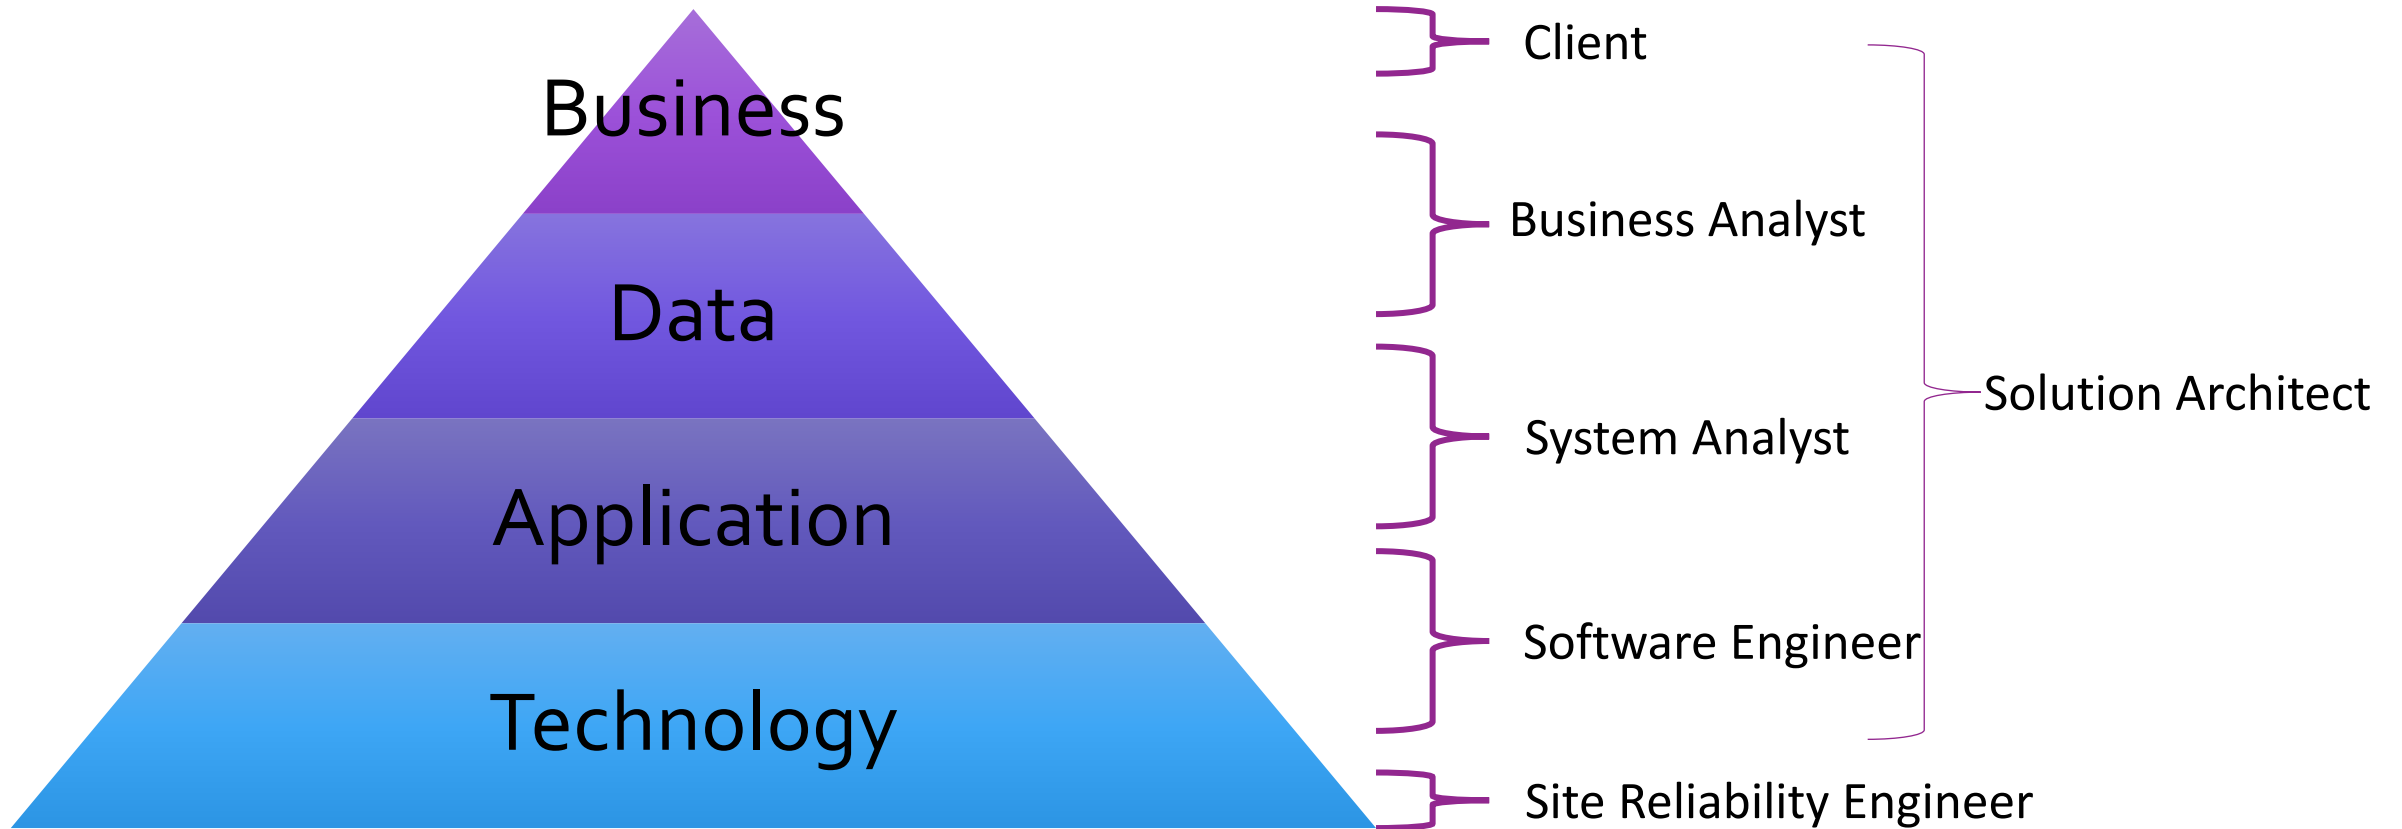 Business
Data
Application
Technology
Client
Business Analyst
System Analyst
Software Engineer
Site Reliability Engineer
Solution Architect